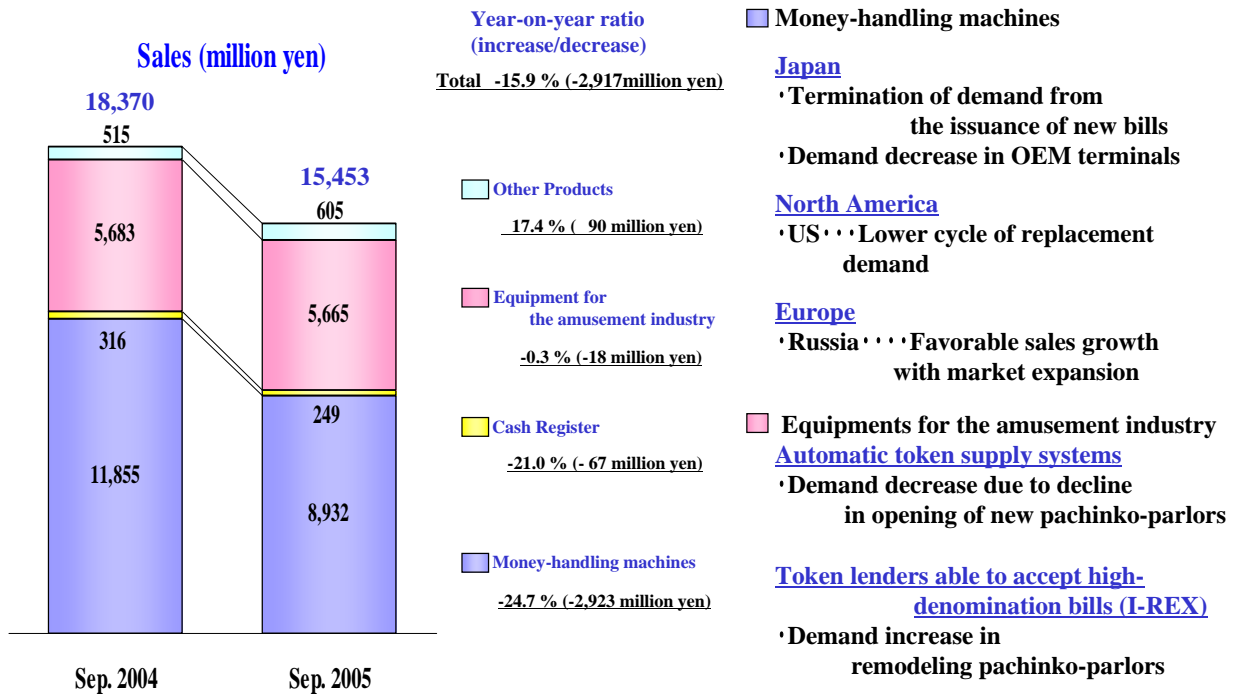 Sales (million yen)
18,370
515
5,683
316
11,855
Sep. 2004
15,453
605
5,665
249
8,932
Sep. 2005
Year-on-year ratio
(increase/decrease)
Total -15.9 % (-2,917million yen)
Other Products
17.4 % ( 90 million yen)
Equipment for
the amusement industry
-0.3 % (-18 million yen)
Cash Register
-21.0 % (- 67 million yen)
Money-handling machines
-24.7 % (-2,923 million yen)
Money-handling machines
Japan
・Termination of demand from
the issuance of new bills
・Demand decrease in OEM terminals
North America
・US・・・Lower cycle of replacement
demand
Europe
・Russia・・・・Favorable sales growth
with market expansion
Equipments for the amusement industry
Automatic token supply systems
・Demand decrease due to decline
in opening of new pachinko-parlors
Token lenders able to accept high-
denomination bills (I-REX)
・Demand increase in
remodeling pachinko-parlors